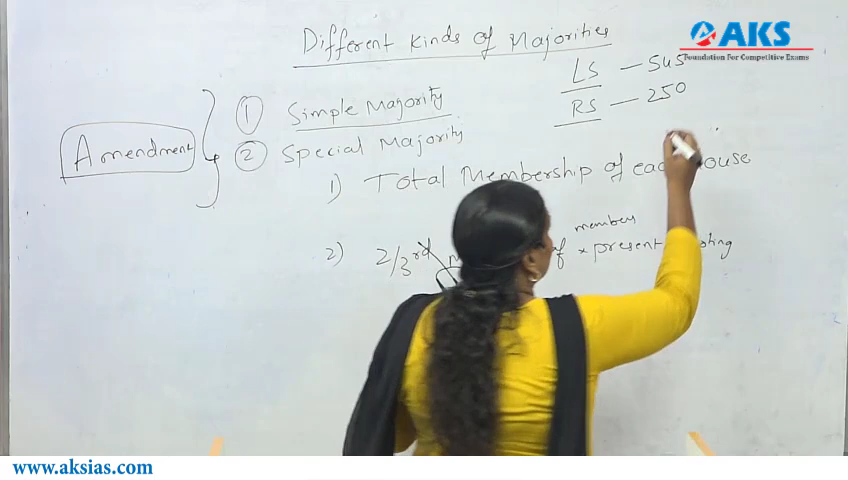 AKS
Foundation For Competitive Exams
Different Kinds of Majorities
LS — 545
RS — 250
Amendment
① Simple Majority
② Special Majority
1) Total Membership of each House
members
2) 2/3rd of × present
www.aksias.com